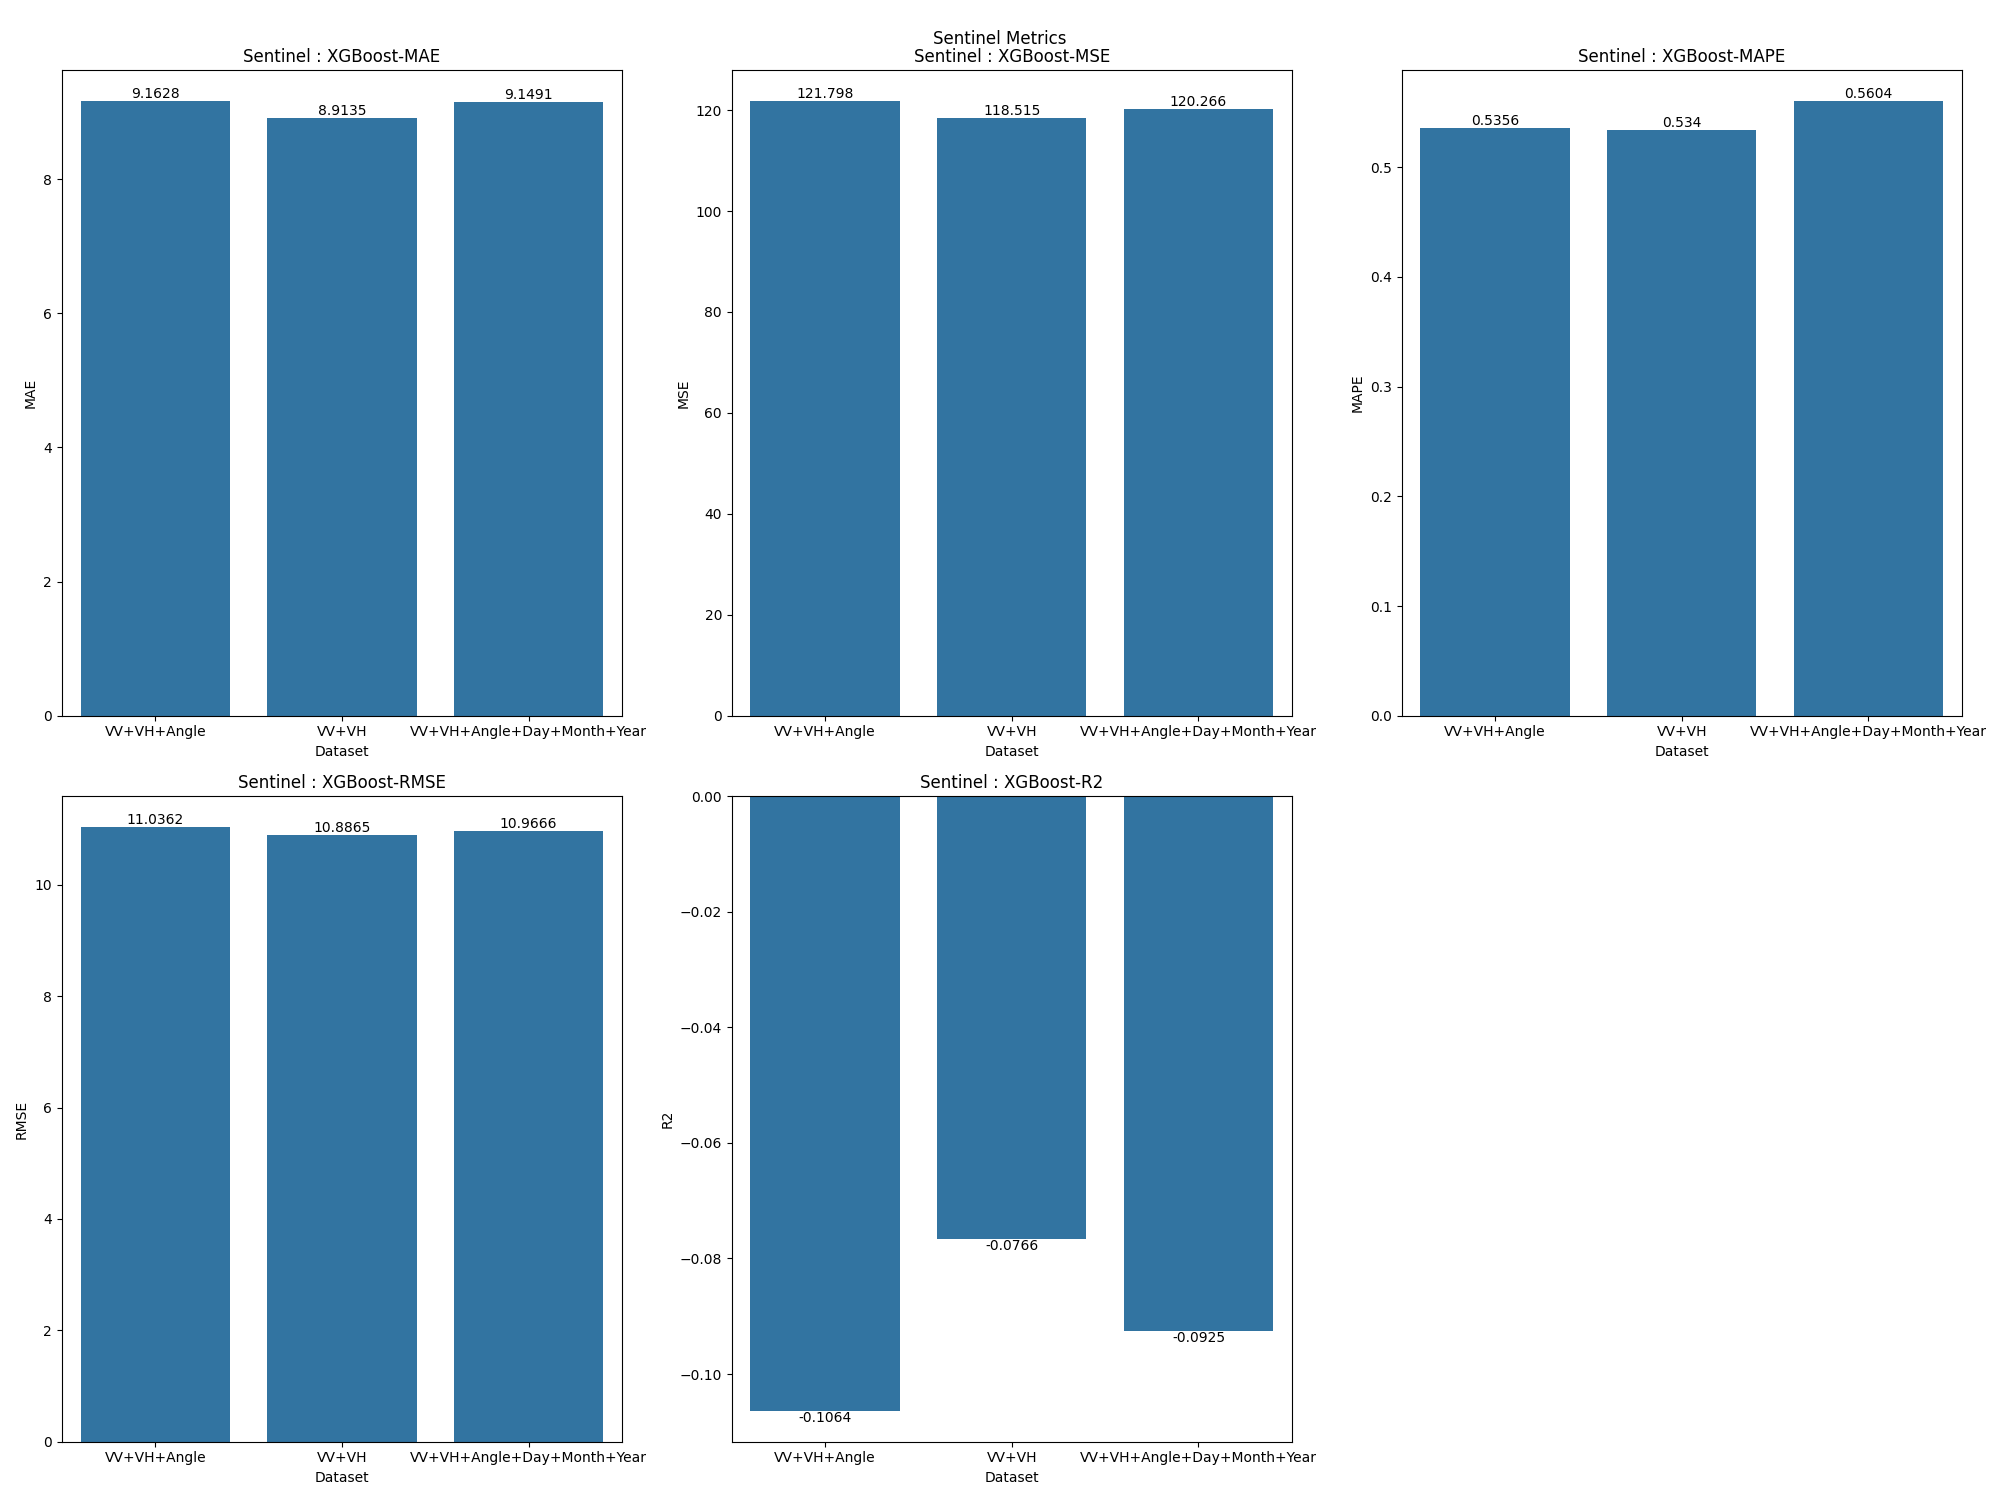 Sentinel Metrics
Sentinel : XGBoost-MAE
9.1628
8.9135
9.1491
8
6
4
2
0
MAE
VV+VH+Angle
VV+VH
VV+VH+Angle+Day+Month+Year
Dataset
Sentinel : XGBoost-MSE
121.798
118.515
120.266
120
100
80
60
40
20
0
MSE
VV+VH+Angle
VV+VH
VV+VH+Angle+Day+Month+Year
Dataset
Sentinel : XGBoost-MAPE
0.5356
0.534
0.5604
0.5
0.4
0.3
0.2
0.1
0.0
MAPE
VV+VH+Angle
VV+VH
VV+VH+Angle+Day+Month+Year
Dataset
Sentinel : XGBoost-RMSE
11.0362
10.8865
10.9666
10
8
6
4
2
0
RMSE
VV+VH+Angle
VV+VH
VV+VH+Angle+Day+Month+Year
Dataset
Sentinel : XGBoost-R2
0.00
−0.02
−0.04
−0.06
−0.08
−0.10
R2
-0.1064
-0.0766
-0.0925
VV+VH+Angle
VV+VH
VV+VH+Angle+Day+Month+Year
Dataset